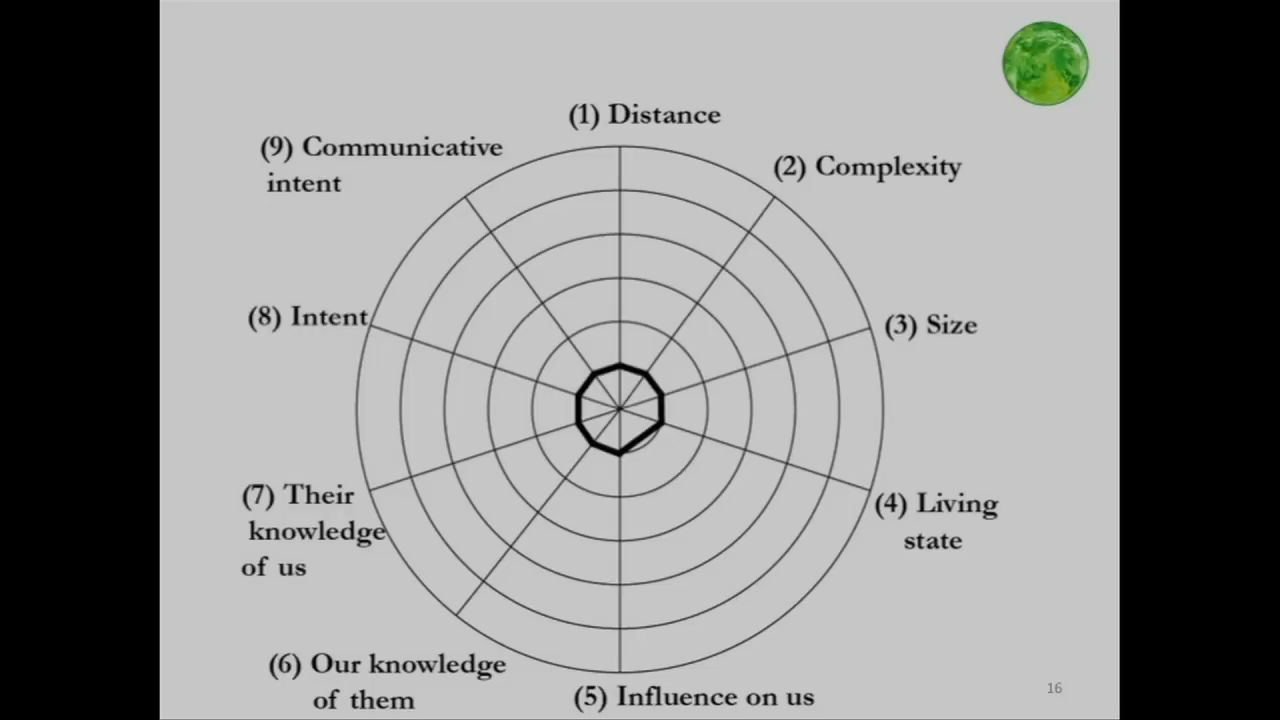 (1) Distance
(2) Complexity
(3) Size
(4) Living
state
(5) Influence on us
(6) Our knowledge
of them
(7) Their
knowledge
of us
(8) Intent
(9) Communicative
intent
16